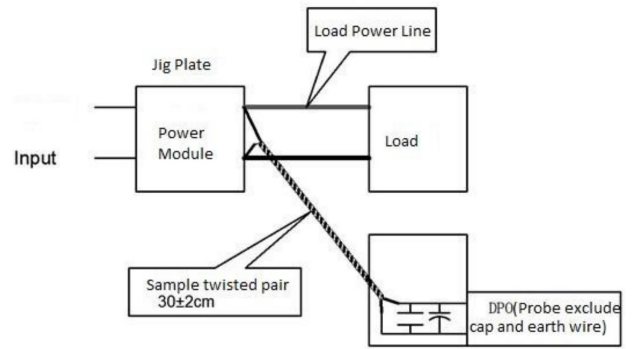 Load Power Line
Jig Plate
Power
Module
Load
Input
Sample twisted pair
30±2cm
DPO(Probe exclude
cap and earth wire)